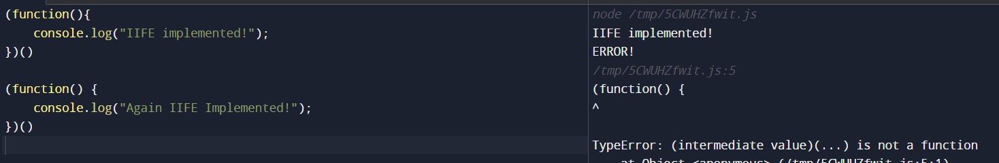 (function(){
    console.log("IIFE implemented!");
})()
(function() {
    console.log("Again IIFE Implemented!");
})()
node /tmp/5CWUHZfwit.js
IIFE implemented!
ERROR!
/tmp/5CWUHZfwit.js:5
(function() {
^
TypeError: (intermediate value)(...) is not a function
    at Object.<anonymous> (/tmp/5CWUHZfwit.js:5:1)